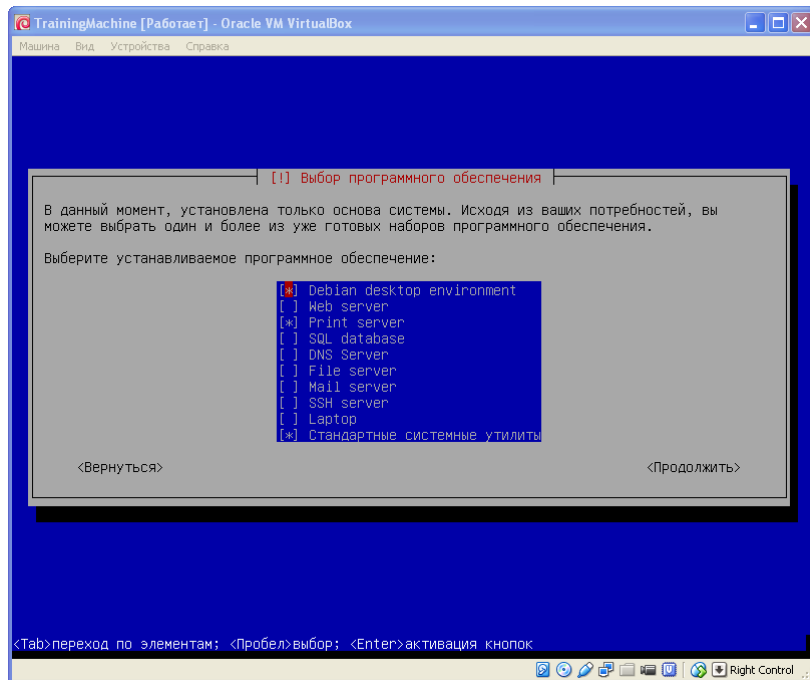 TrainingMachine [Работает] - Oracle VM VirtualBox
Машина Вид Устройства Справка
[!] Выбор программного обеспечения
В данный момент, установлена только основа системы. Исходя из ваших потребностей, вы
можете выбрать один и более из уже готовых наборов программного обеспечения.
Выберите устанавливаемое программное обеспечение:
[*] Debian desktop environment
[ ] Web server
[*] Print server
[ ] SQL database
[ ] DNS Server
[ ] File server
[ ] Mail server
[ ] SSH server
[ ] Laptop
[*] Стандартные системные утилиты
<Вернуться> <Продолжить>
<Tab>переход по элементам; <Пробел>выбор; <Enter>активация кнопок
Right Control